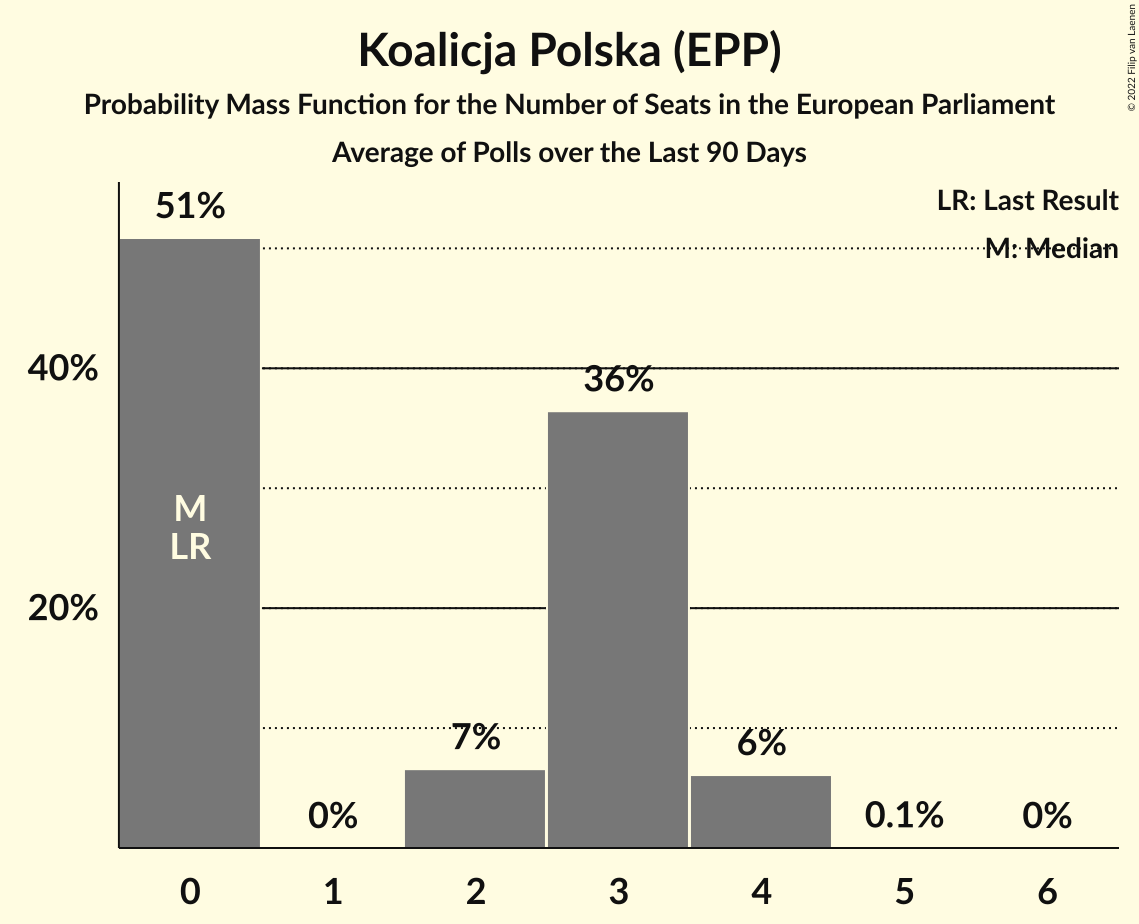 Koalicja Polska (EPP)
Probability Mass Function for the Number of Seats in the European Parliament
Average of Polls over the Last 90 Days
© 2022 Filip van Laenen
LR: Last Result
M: Median
51%
40%
36%
M
LR
20%
7%
6%
0%
0.1%
0%
0 1 2 3 4 5 6